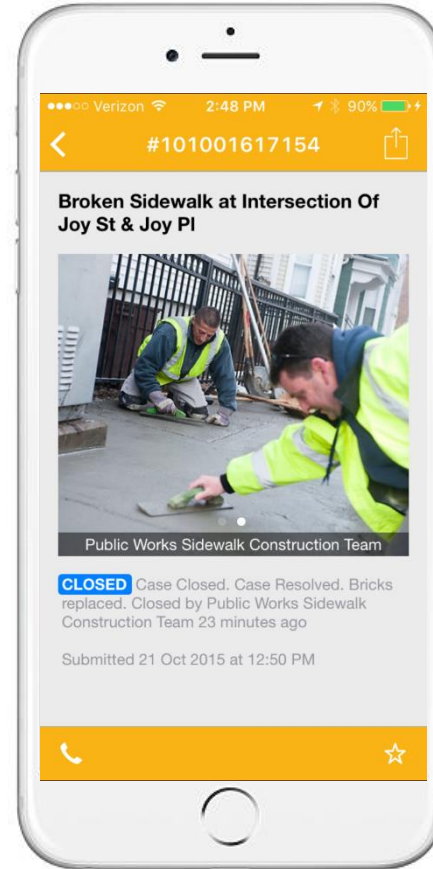 Verizon 2:48 PM 90%
#101001617154
Broken Sidewalk at Intersection Of
Joy St & Joy Pl
Public Works Sidewalk Construction Team
CLOSED Case Closed. Case Resolved. Bricks
replaced. Closed by Public Works Sidewalk
Construction Team 23 minutes ago
Submitted 21 Oct 2015 at 12:50 PM